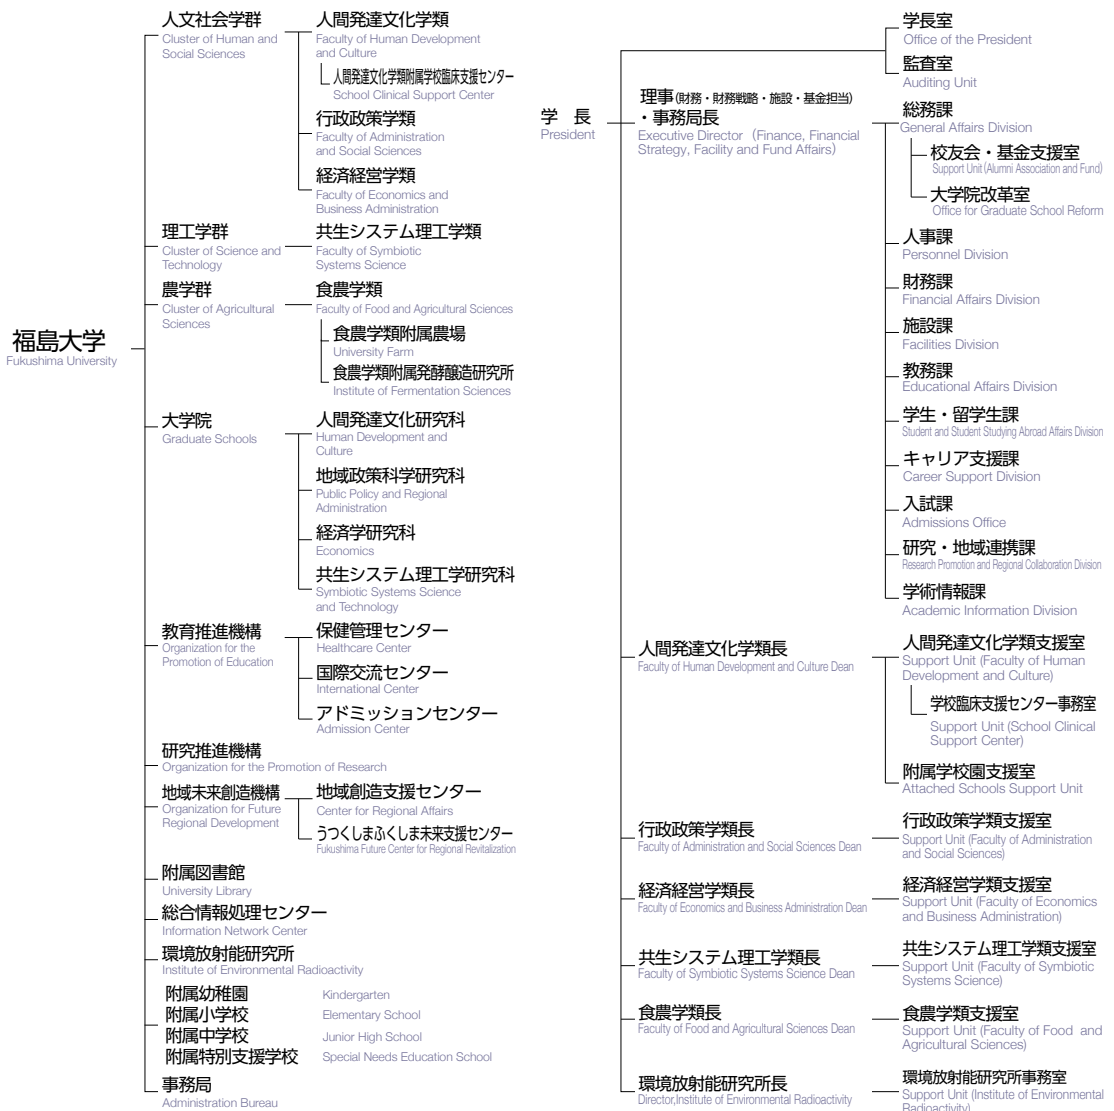 福島大学
Fukushima University
人文社会学群
Cluster of Human and
Social Sciences
人間発達文化学類
Faculty of Human Development
and Culture
人間発達文化学類附属学校臨床支援センター
School Clinical Support Center
行政政策学類
Faculty of Administration
and Social Sciences
経済経営学類
Faculty of Economics and
Business Administration
理工学群
Cluster of Science and
Technology
共生システム理工学類
Faculty of Symbiotic
Systems Science
農学群
Cluster of Agricultural
Sciences
食農学類
Faculty of Food and Agricultural Sciences
食農学類附属農場
University Farm
食農学類附属発酵醸造研究所
Institute of Fermentation Sciences
大学院
Graduate Schools
人間発達文化研究科
Human Development and
Culture
地域政策科学研究科
Public Policy and Regional
Administration
経済学研究科
Economics
共生システム理工学研究科
Symbiotic Systems Science
and Technology
教育推進機構
Organization for the
Promotion of Education
保健管理センター
Healthcare Center
国際交流センター
International Center
アドミッションセンター
Admission Center
研究推進機構
Organization for the Promotion of Research
地域未来創造機構
Organization for Future
Regional Development
地域創造支援センター
Center for Regional Affairs
うつくしまふくしま未来支援センター
Fukushima Future Center for Regional Revitalization
附属図書館
University Library
総合情報処理センター
Information Network Center
環境放射能研究所
Institute of Environmental Radioactivity
附属幼稚園 Kindergarten
附属小学校 Elementary School
附属中学校 Junior High School
附属特別支援学校 Special Needs Education School
事務局
Administration Bureau
学 長
President
学長室
Office of the President
監査室
Auditing Unit
理事(財務・財務戦略・施設・基金担当)
・事務局長
Executive Director (Finance, Financial
Strategy, Facility and Fund Affairs)
総務課
General Affairs Division
校友会・基金支援室
Support Unit (Alumni Association and Fund)
大学院改革室
Office for Graduate School Reform
人事課
Personnel Division
財務課
Financial Affairs Division
施設課
Facilities Division
教務課
Educational Affairs Division
学生・留学生課
Student and Student Studying Abroad Affairs Division
キャリア支援課
Career Support Division
入試課
Admissions Office
研究・地域連携課
Research Promotion and Regional Collaboration Division
学術情報課
Academic Information Division
人間発達文化学類長
Faculty of Human Development and Culture Dean
人間発達文化学類支援室
Support Unit (Faculty of Human
Development and Culture)
学校臨床支援センター事務室
Support Unit (School Clinical
Support Center)
附属学校園支援室
Attached Schools Support Unit
行政政策学類長
Faculty of Administration and Social Sciences Dean
行政政策学類支援室
Support Unit (Faculty of Administration
and Social Sciences)
経済経営学類長
Faculty of Economics and Business Administration Dean
経済経営学類支援室
Support Unit (Faculty of Economics
and Business Administration)
共生システム理工学類長
Faculty of Symbiotic Systems Science Dean
共生システム理工学類支援室
Support Unit (Faculty of Symbiotic
Systems Science)
食農学類長
Faculty of Food and Agricultural Sciences Dean
食農学類支援室
Support Unit (Faculty of Food and
Agricultural Sciences)
環境放射能研究所長
Director,Institute of Environmental Radioactivity
環境放射能研究所事務室
Support Unit (Institute of Environmental
Radioactivity)